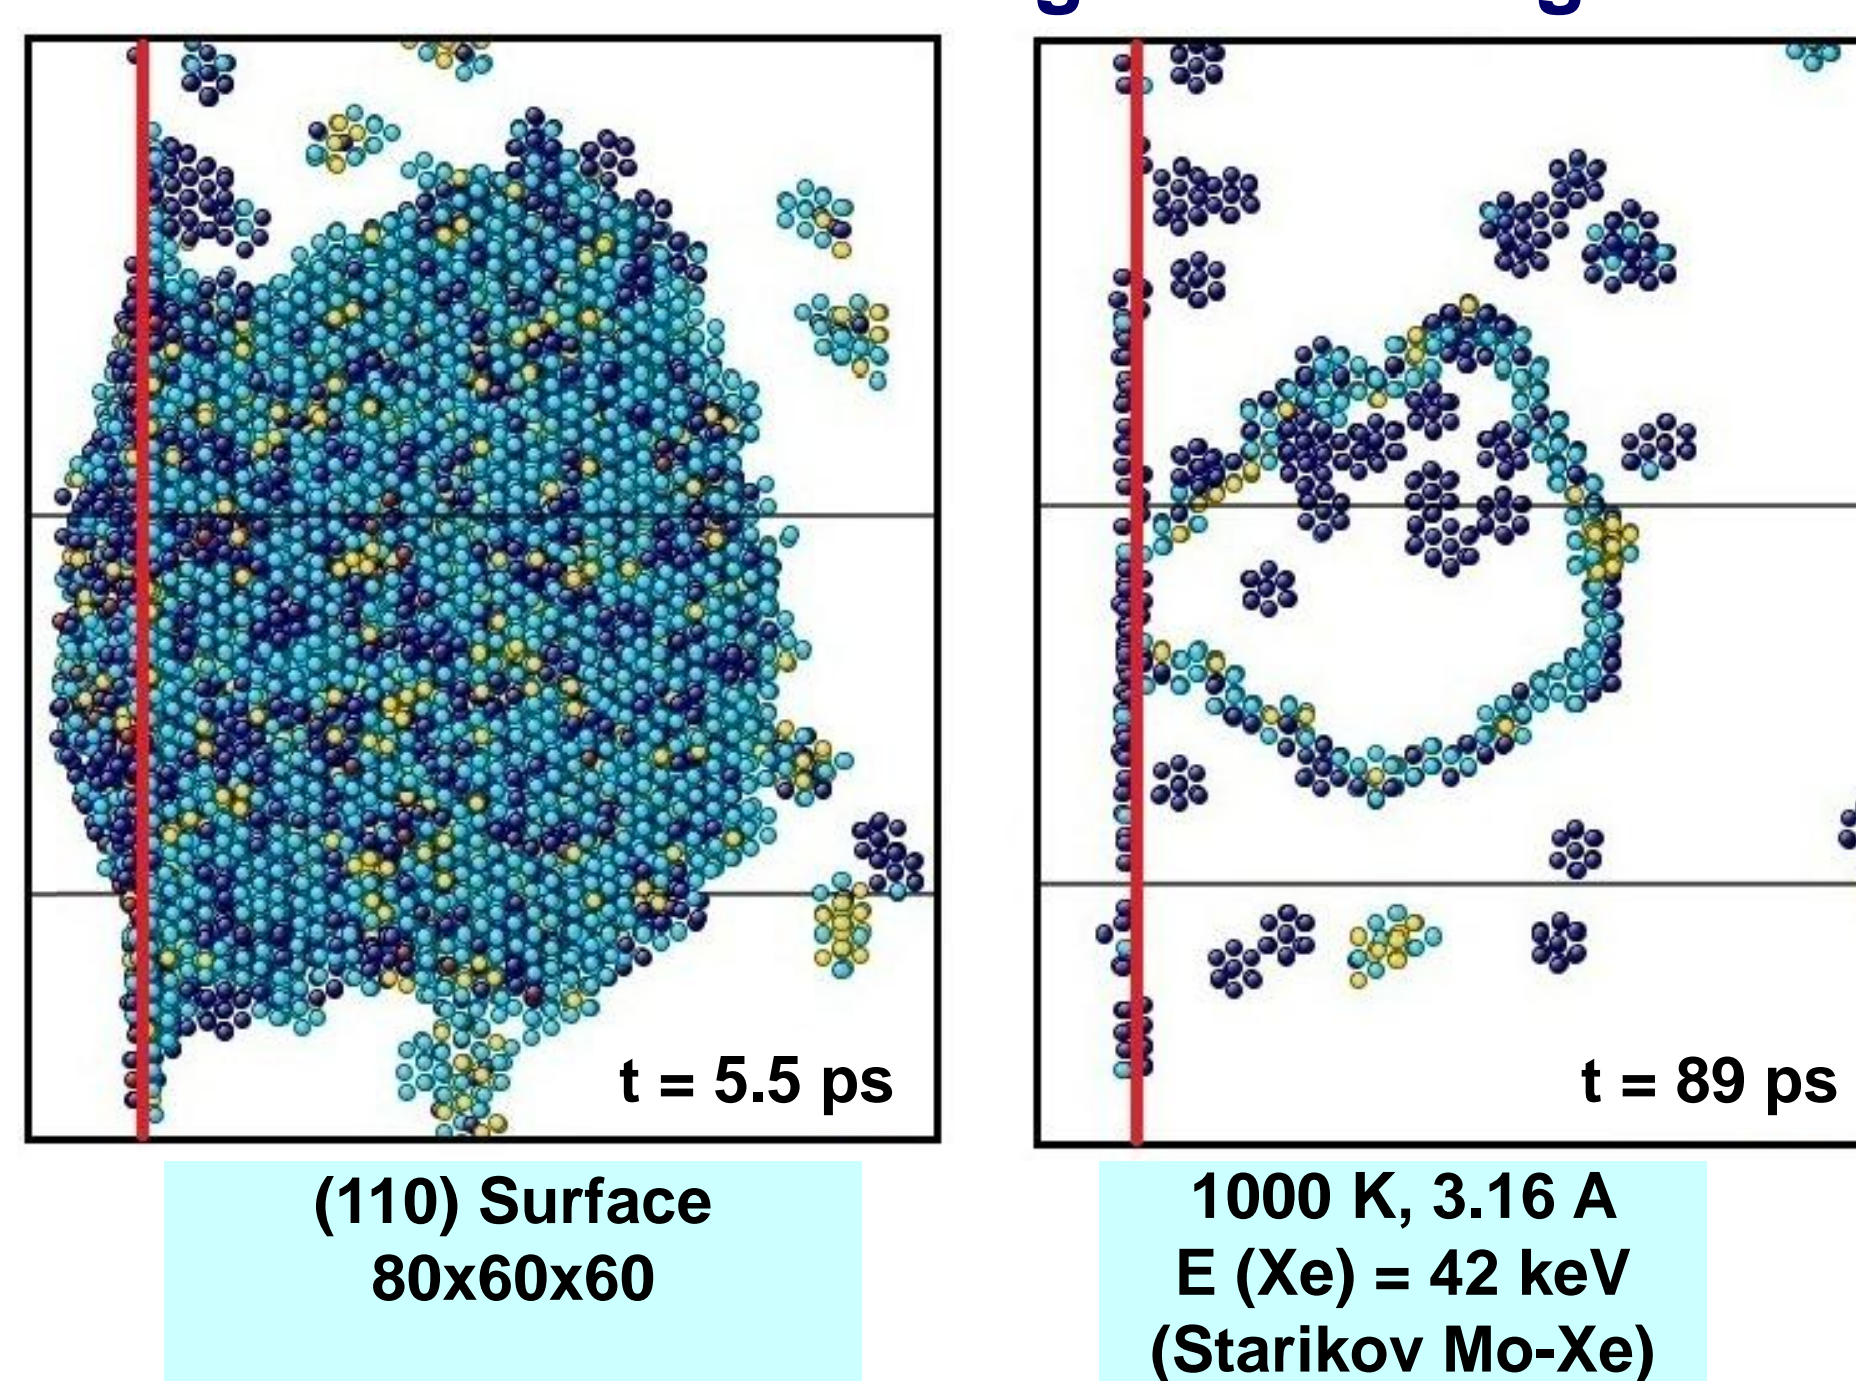 t = 5.5 ps
t = 89 ps
(110) Surface
80x60x60
1000 K, 3.16 A
E (Xe) = 42 keV
(Starikov Mo-Xe)